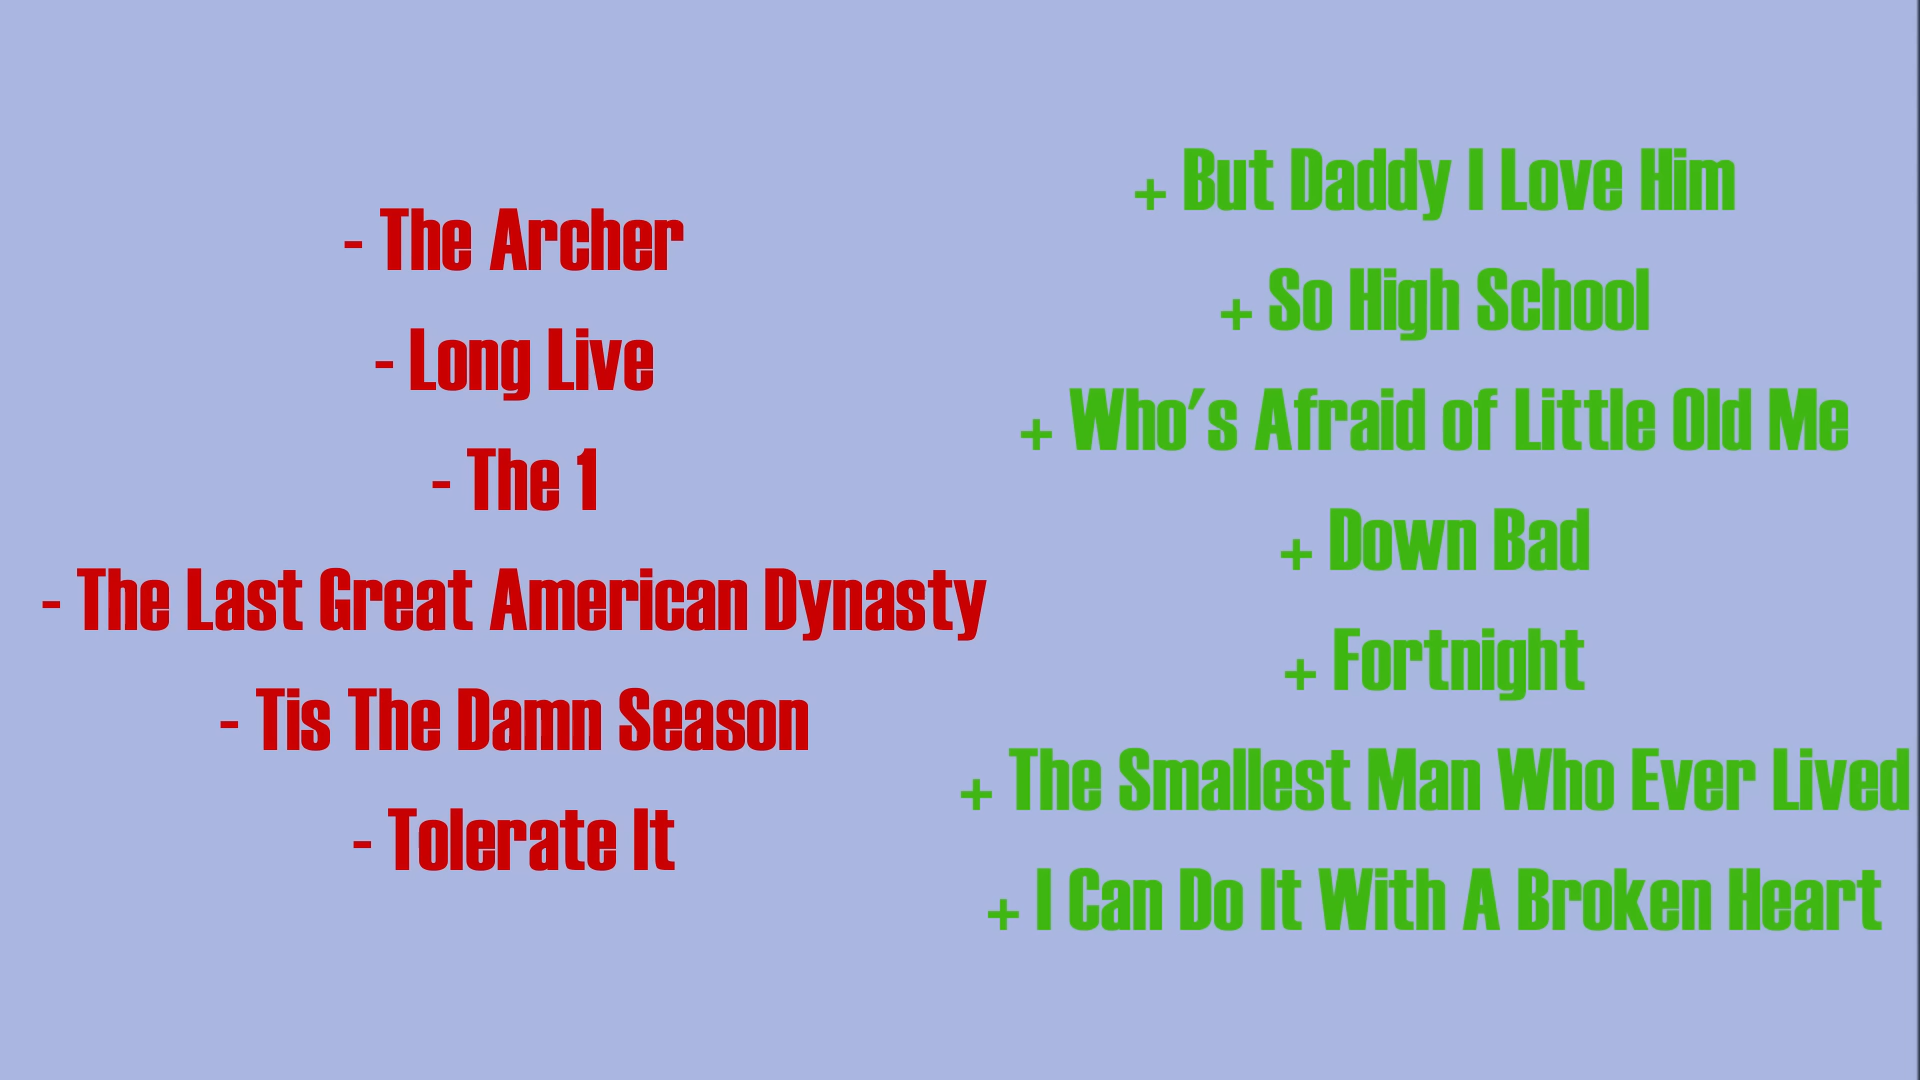 - The Archer
- Long Live
- The 1
- The Last Great American Dynasty
- Tis The Damn Season
- Tolerate It
+ But Daddy I Love Him
+ So High School
+ Who's Afraid of Little Old Me
+ Down Bad
+ Fortnight
+ The Smallest Man Who Ever Lived
+ I Can Do It With A Broken Heart